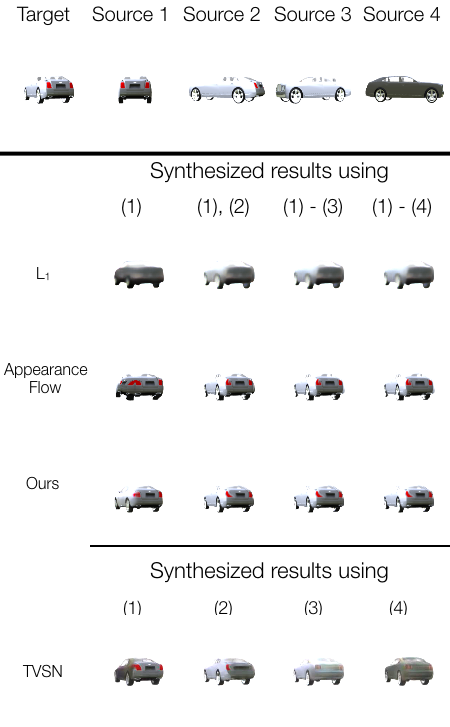 Target Source 1 Source 2 Source 3 Source 4
Synthesized results using
(1) (1), (2) (1) - (3) (1) - (4)
L₁
Appearance
Flow
Ours
Synthesized results using
(1) (2) (3) (4)
TVSN